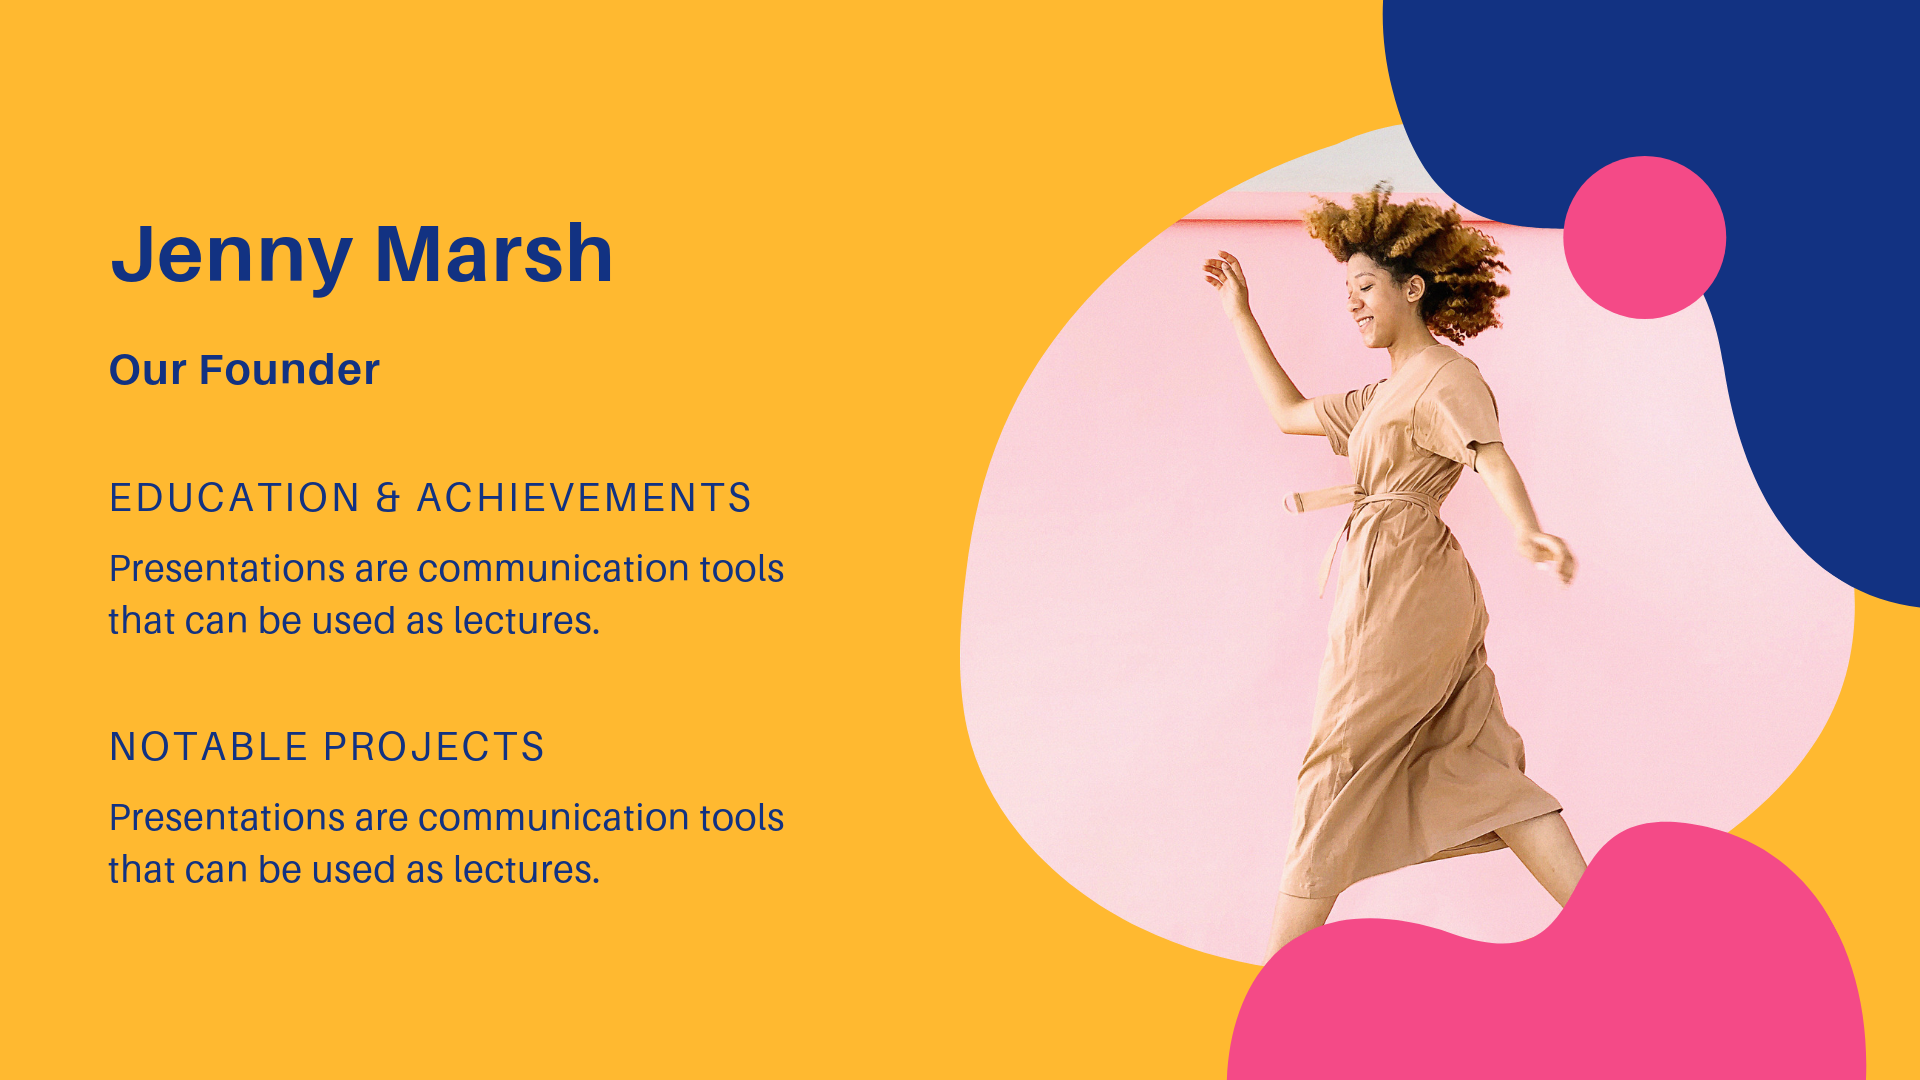 Jenny Marsh
Our Founder
EDUCATION & ACHIEVEMENTS
Presentations are communication tools
that can be used as lectures.
NOTABLE PROJECTS
Presentations are communication tools
that can be used as lectures.